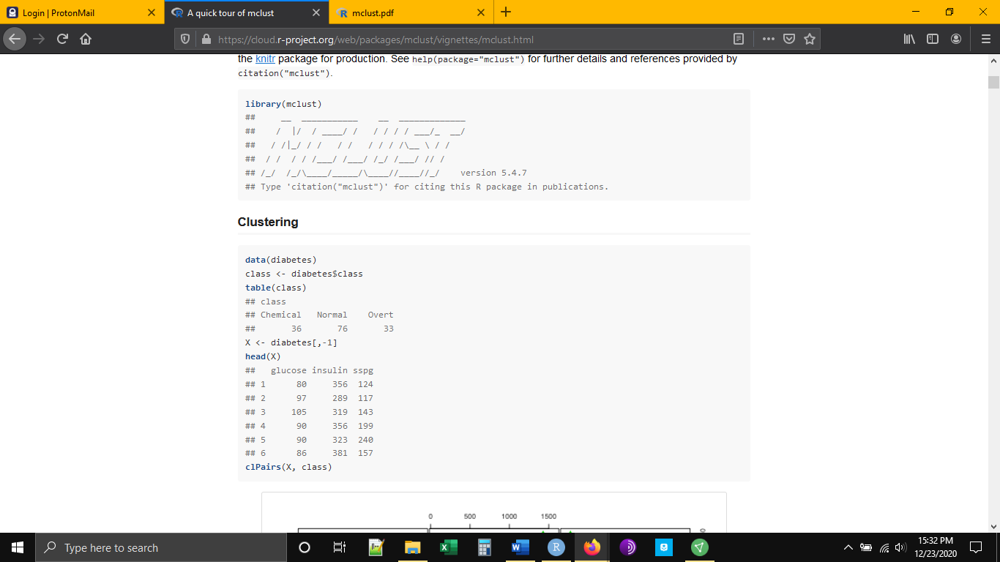 Login | ProtonMail
A quick tour of mclust
mclust.pdf
https://cloud.r-project.org/web/packages/mclust/vignettes/mclust.html
the knitr package for production. See help(package="mclust") for further details and references provided by
citation("mclust").
library(mclust)
##     __  ___________    __  _____________
##    /  |/  / ____/ /   / / / / ___/_  __/
##   / /|_/ / /   / /   / / / /\__ \ / /
##  / /  / / /___/ /___/ /_/ /___/ // /
## /_/  /_/\____/_____/\____//____//_/    version 5.4.7
## Type 'citation("mclust")' for citing this R package in publications.
Clustering
data(diabetes)
class <- diabetes$class
table(class)
## class
## Chemical   Normal    Overt
##       36       76       33
X <- diabetes[,-1]
head(X)
##   glucose insulin sspg
## 1      80     356  124
## 2      97     289  117
## 3     105     319  143
## 4      90     356  199
## 5      90     323  240
## 6      86     381  157
clPairs(X, class)
0 500 1000 1500
Type here to search
15:32 PM
12/23/2020